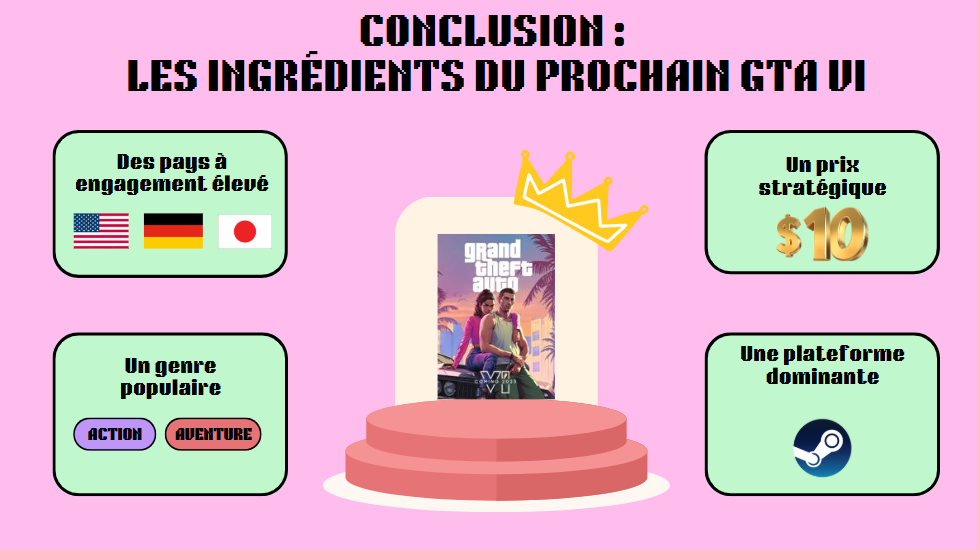 CONCLUSION :
LES INGRÉDIENTS DU PROCHAIN GTA VI
Des pays à
engagement élevé
Un prix
stratégique
$10
grand
theft
auto
VI
COMING 2025
Un genre
populaire
ACTION
AVENTURE
Une plateforme
dominante